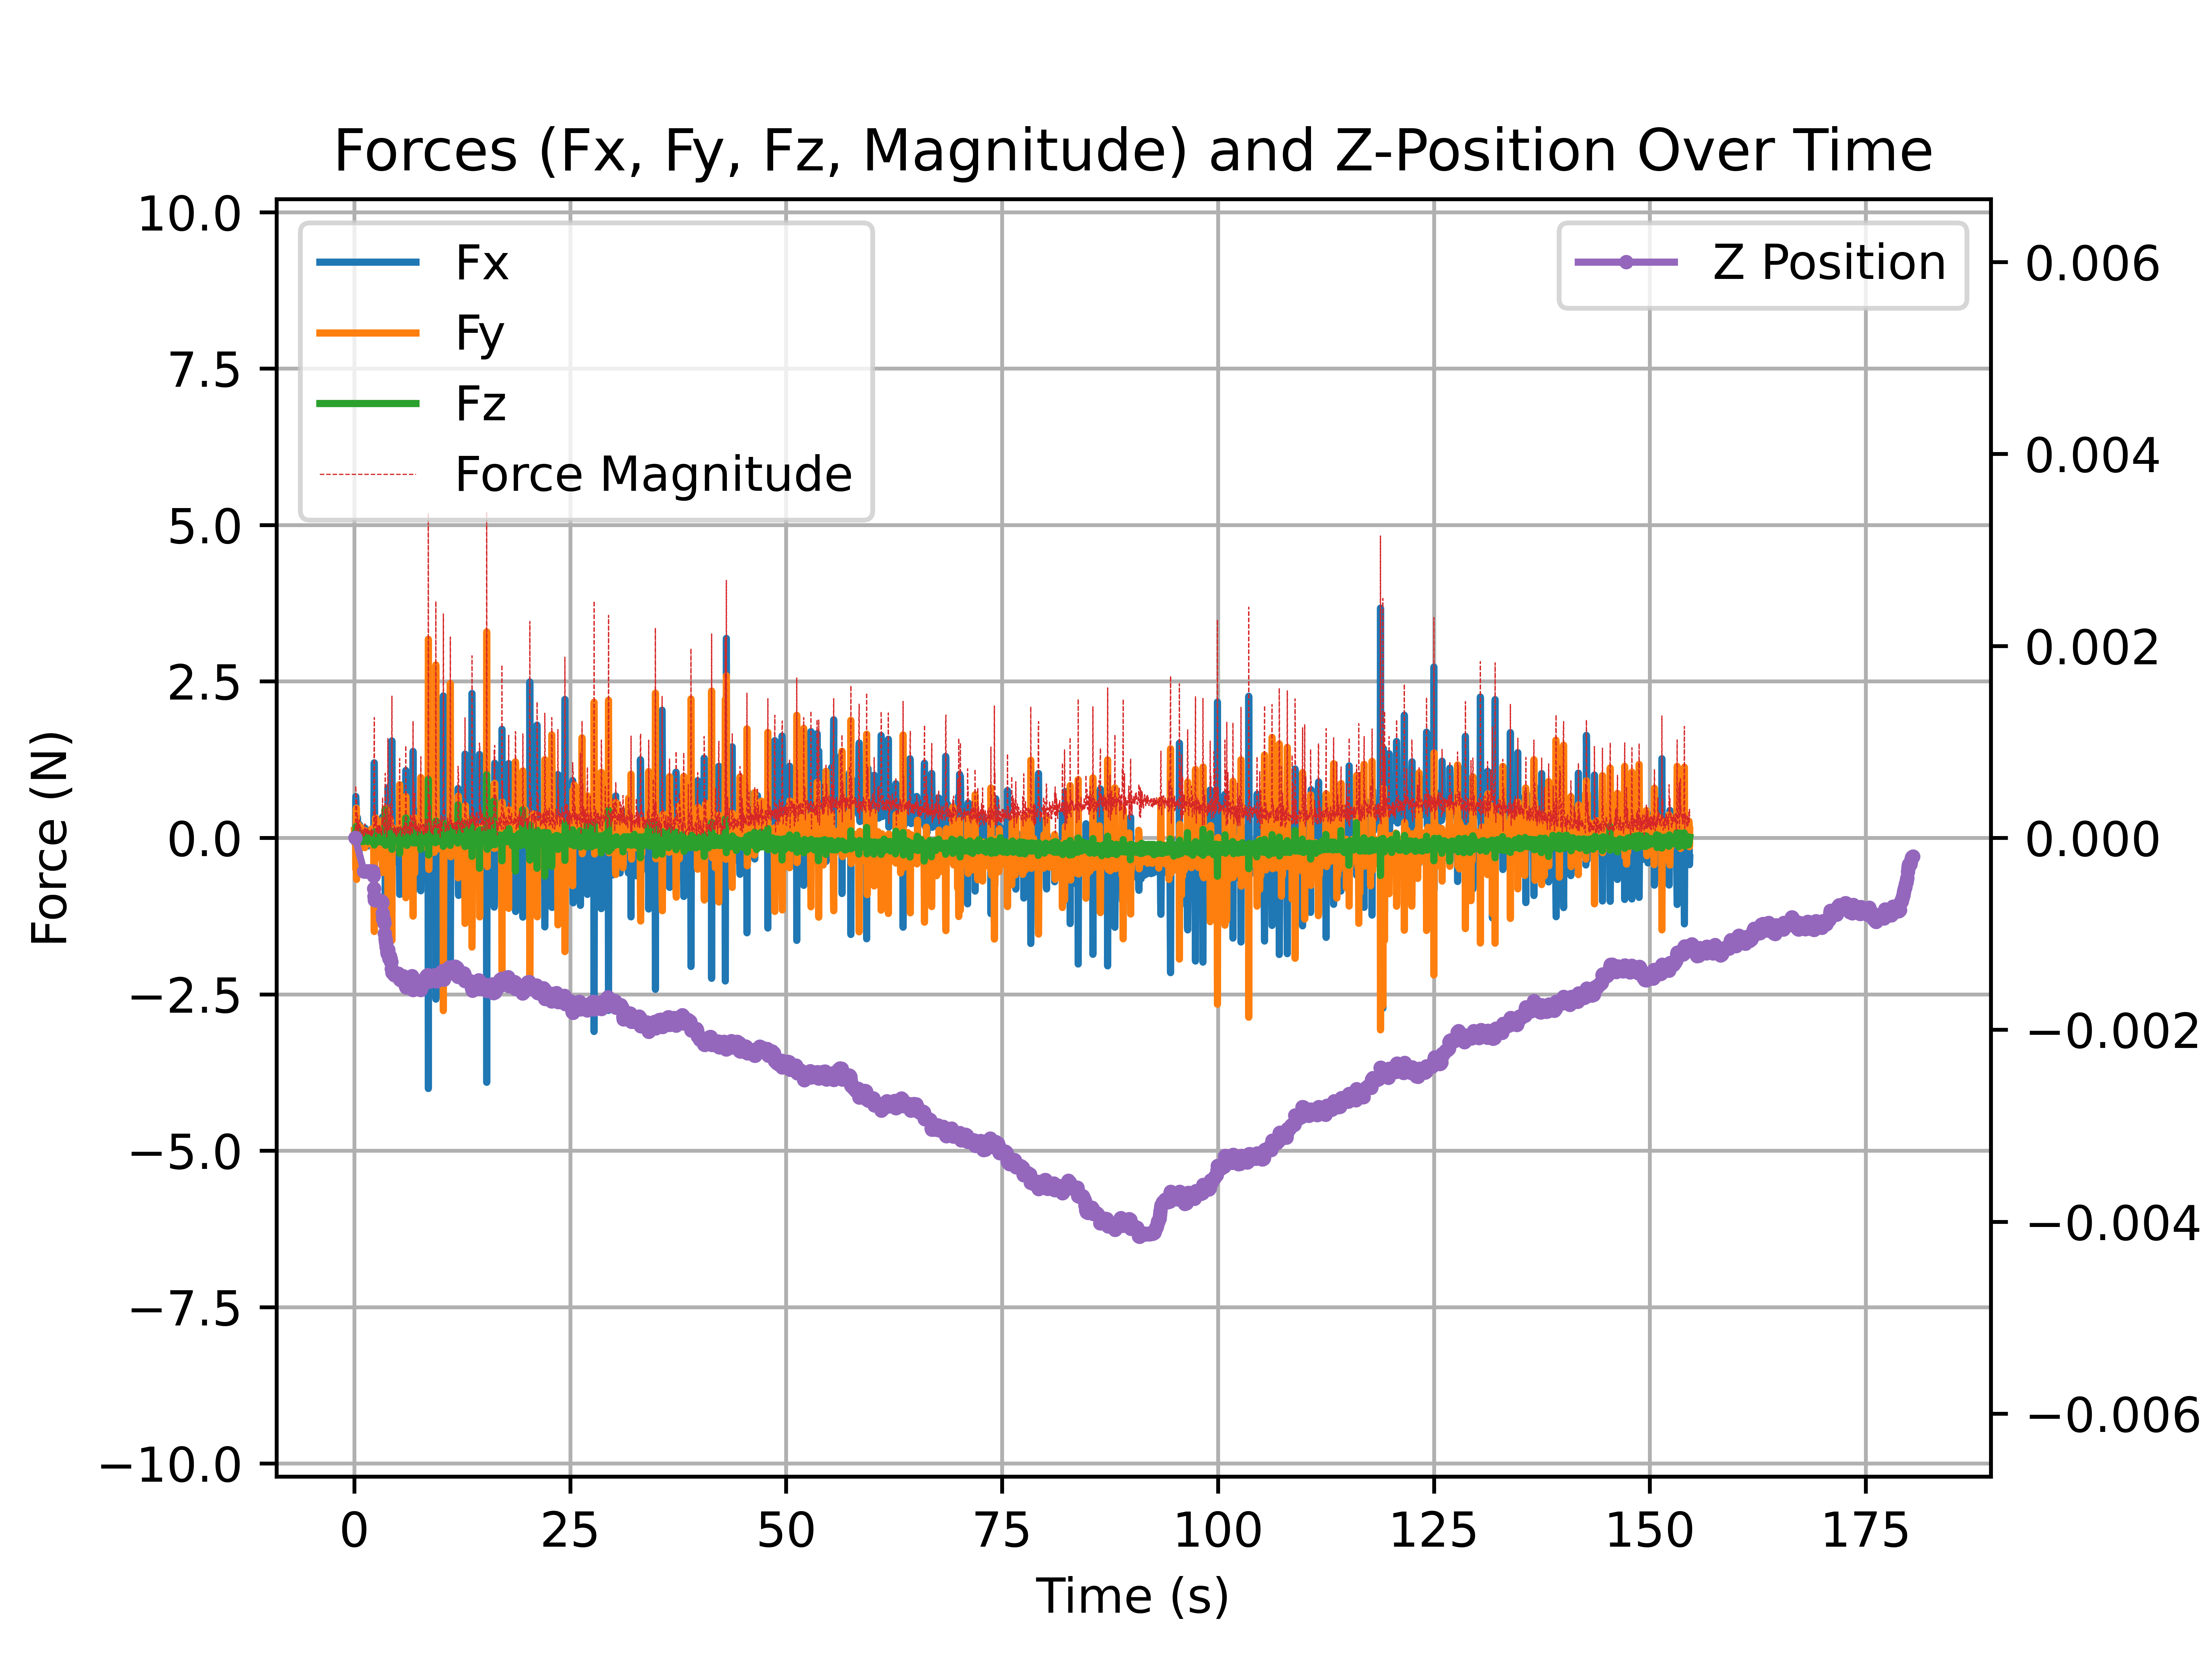 Forces (Fx, Fy, Fz, Magnitude) and Z-Position Over Time
Fx
Fy
Fz
Force Magnitude
Z Position
10.0
7.5
5.0
2.5
0.0
−2.5
−5.0
−7.5
−10.0
Force (N)
0.006
0.004
0.002
0.000
−0.002
−0.004
−0.006
0 25 50 75 100 125 150 175
Time (s)